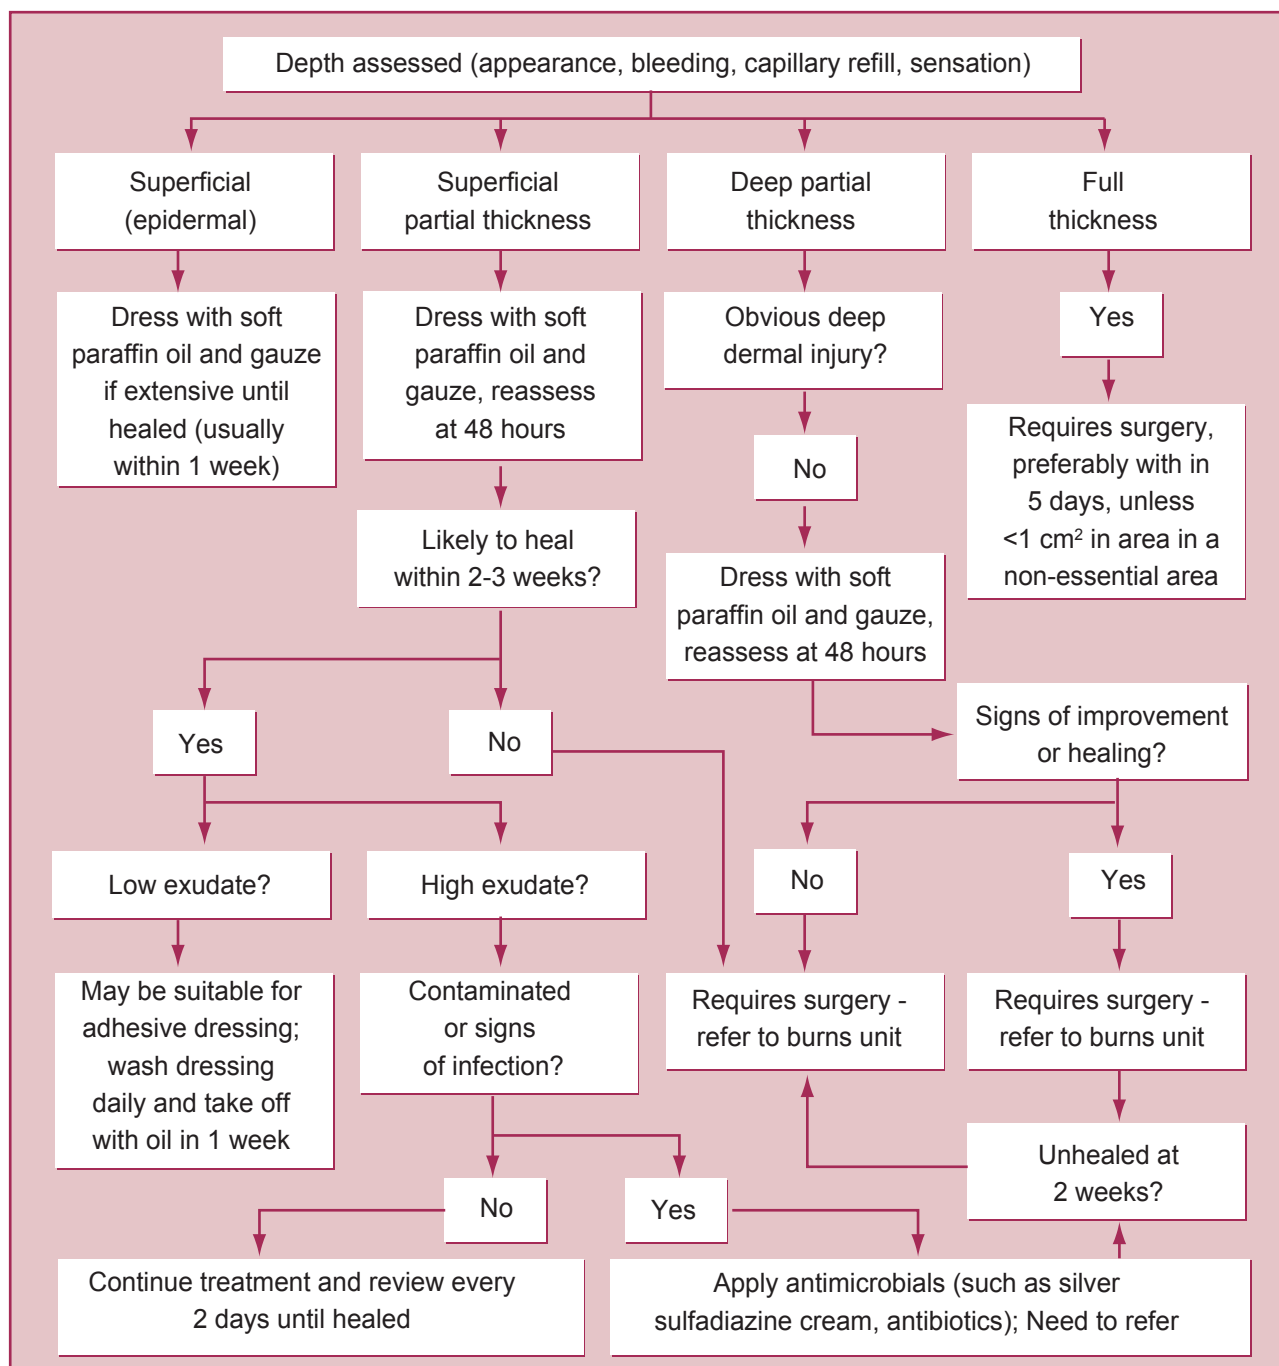 Depth assessed (appearance, bleeding, capillary refill, sensation)
Superficial
(epidermal)
Superficial
partial thickness
Deep partial
thickness
Full
thickness
Dress with soft
paraffin oil and gauze
if extensive until
healed (usually
within 1 week)
Dress with soft
paraffin oil and
gauze, reassess
at 48 hours
Obvious deep
dermal injury?
Yes
No
Requires surgery,
preferably with in
5 days, unless
<1 cm² in area in a
non-essential area
Likely to heal
within 2-3 weeks?
Dress with soft
paraffin oil and gauze,
reassess at 48 hours
Yes
No
Signs of improvement
or healing?
Low exudate?
High exudate?
No
Yes
May be suitable for
adhesive dressing;
wash dressing
daily and take off
with oil in 1 week
Contaminated
or signs
of infection?
Requires surgery -
refer to burns unit
Requires surgery -
refer to burns unit
Unhealed at
2 weeks?
No
Yes
Continue treatment and review every
2 days until healed
Apply antimicrobials (such as silver
sulfadiazine cream, antibiotics); Need to refer